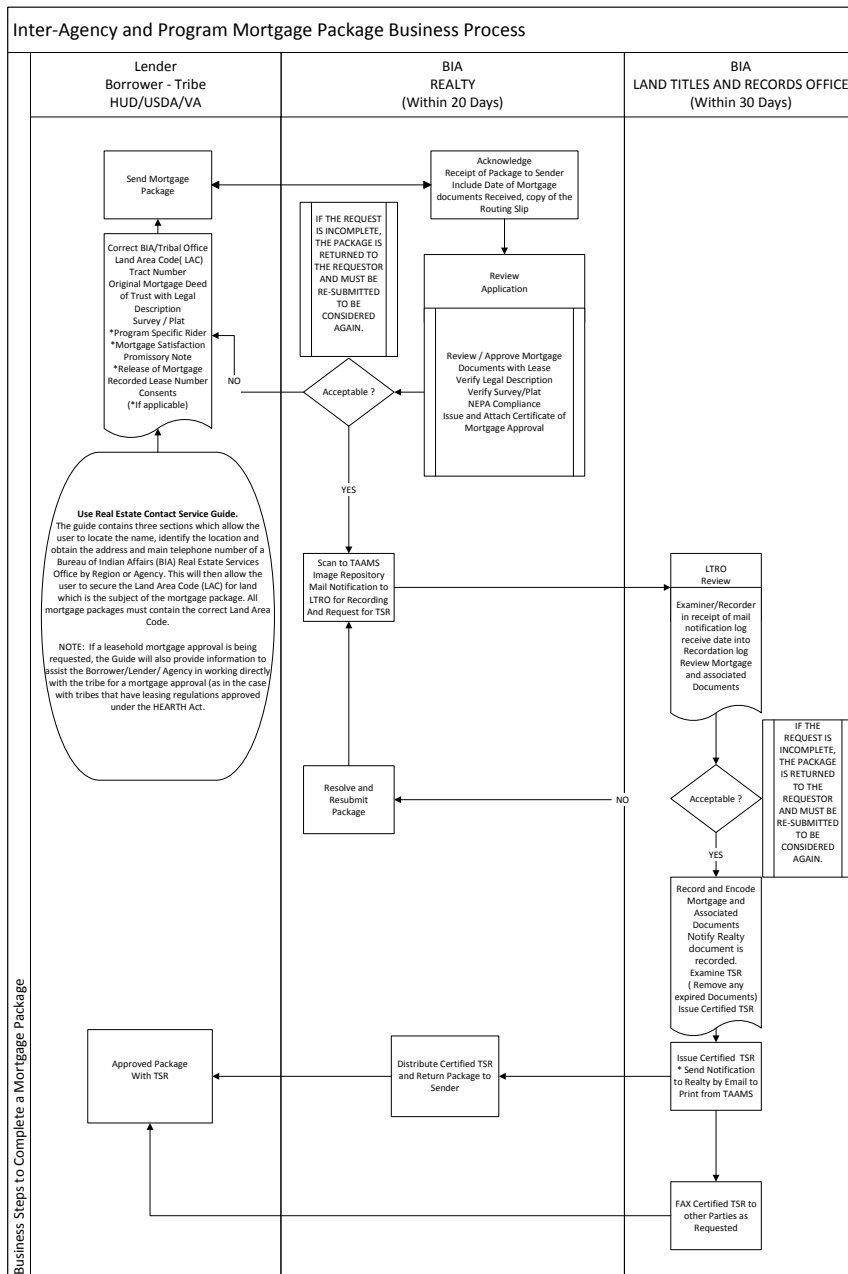 Inter-Agency and Program Mortgage Package Business Process
Business Steps to Complete a Mortgage Package
Lender
Borrower - Tribe
HUD/USDA/VA
BIA
REALTY
(Within 20 Days)
BIA
LAND TITLES AND RECORDS OFFICE
(Within 30 Days)
Send Mortgage
Package
Acknowledge
Receipt of Package to Sender
Include Date of Mortgage
documents Received, copy of the
Routing Slip
Correct BIA/Tribal Office
Land Area Code( LAC)
Tract Number
Original Mortgage Deed
of Trust with Legal
Description
Survey / Plat
*Program Specific Rider
*Mortgage Satisfaction
Promissory Note
*Release of Mortgage
Recorded Lease Number
Consents
(*If applicable)
IF THE REQUEST
IS INCOMPLETE,
THE PACKAGE IS
RETURNED TO
THE REQUESTOR
AND MUST BE
RE-SUBMITTED
TO BE
CONSIDERED
AGAIN.
Review
Application
Review / Approve Mortgage
Documents with Lease
Verify Legal Description
Verify Survey/Plat
NEPA Compliance
Issue and Attach Certificate of
Mortgage Approval
Acceptable ?
NO
YES
Use Real Estate Contact Service Guide.
The guide contains three sections which allow the
user to locate the name, identify the location and
obtain the address and main telephone number of a
Bureau of Indian Affairs (BIA) Real Estate Services
Office by Region or Agency. This will then allow the
user to secure the Land Area Code (LAC) for land
which is the subject of the mortgage package. All
mortgage packages must contain the correct Land Area
Code.
NOTE: If a leasehold mortgage approval is being
requested, the Guide will also provide information to
assist the Borrower/Lender/ Agency in working directly
with the tribe for a mortgage approval (as in the case
with tribes that have leasing regulations approved
under the HEARTH Act.
Scan to TAAMS
Image Repository
Mail Notification to
LTRO for Recording
And Request for TSR
LTRO
Review
Examiner/Recorder
in receipt of mail
notification log
receive date into
Recordation log
Review Mortgage
and associated
Documents
Resolve and
Resubmit
Package
NO
Acceptable ?
IF THE
REQUEST IS
INCOMPLETE,
THE PACKAGE
IS RETURNED
TO THE
REQUESTOR
AND MUST BE
RE-SUBMITTED
TO BE
CONSIDERED
AGAIN.
YES
Record and Encode
Mortgage and
Associated
Documents
Notify Realty
document is
recorded.
Examine TSR
( Remove any
expired Documents)
Issue Certified TSR
Approved Package
With TSR
Distribute Certified TSR
and Return Package to
Sender
Issue Certified TSR
* Send Notification
to Realty by Email to
Print from TAAMS
FAX Certified TSR to
other Parties as
Requested